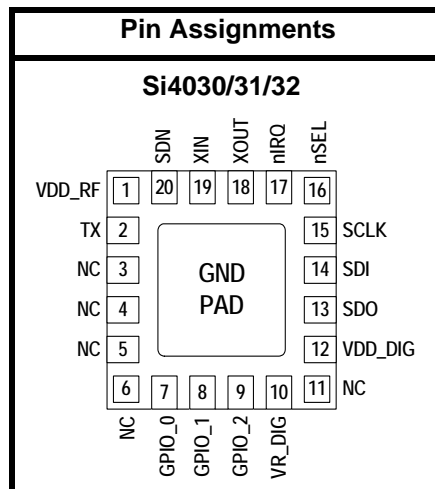 Pin Assignments
Si4030/31/32
SDN XIN XOUT nIRQ nSEL
20 19 18 17 16
VDD_RF 1
TX 2 15 SCLK
NC 3 GND 14 SDI
NC 4 PAD 13 SDO
NC 5 12 VDD_DIG
6 7 8 9 10 11 NC
NC GPIO_0 GPIO_1 GPIO_2 VR_DIG